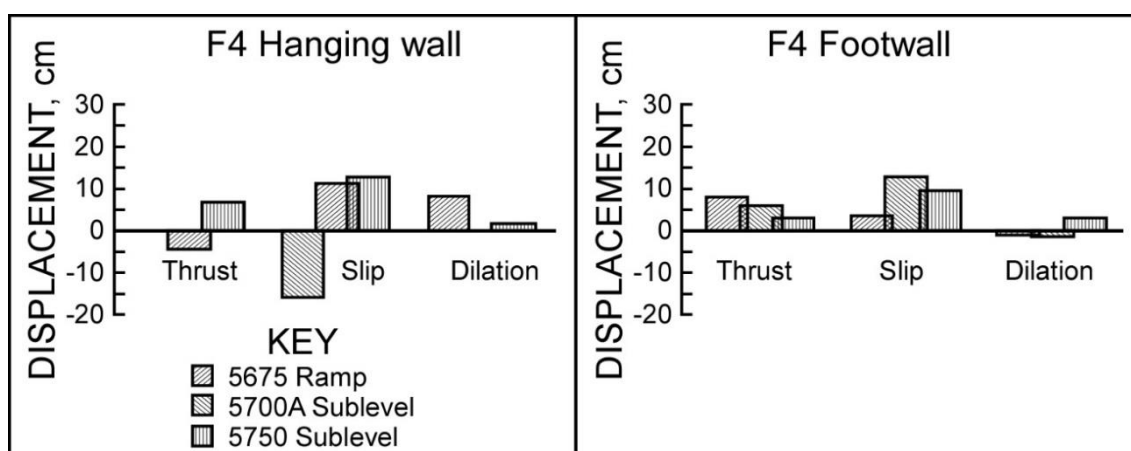 F4 Hanging wall
DISPLACEMENT, cm
30
20
10
0
-10
-20
Thrust
Slip
Dilation
KEY
5675 Ramp
5700A Sublevel
5750 Sublevel
F4 Footwall
DISPLACEMENT, cm
30
20
10
0
-10
-20
Thrust
Slip
Dilation